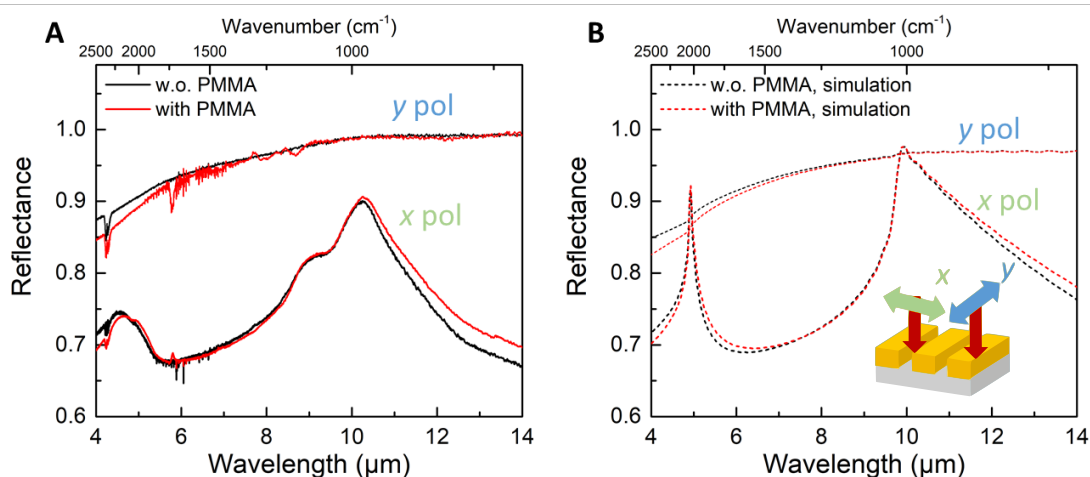 A
Wavenumber (cm⁻¹)
2500 2000 1500 1000
w.o. PMMA
with PMMA
y pol
x pol
Reflectance
1.0
0.9
0.8
0.7
0.6
4 6 8 10 12 14
Wavelength (μm)
B
Wavenumber (cm⁻¹)
2500 2000 1500 1000
w.o. PMMA, simulation
with PMMA, simulation
y pol
x pol
x
y
Reflectance
1.0
0.9
0.8
0.7
0.6
4 6 8 10 12 14
Wavelength (μm)